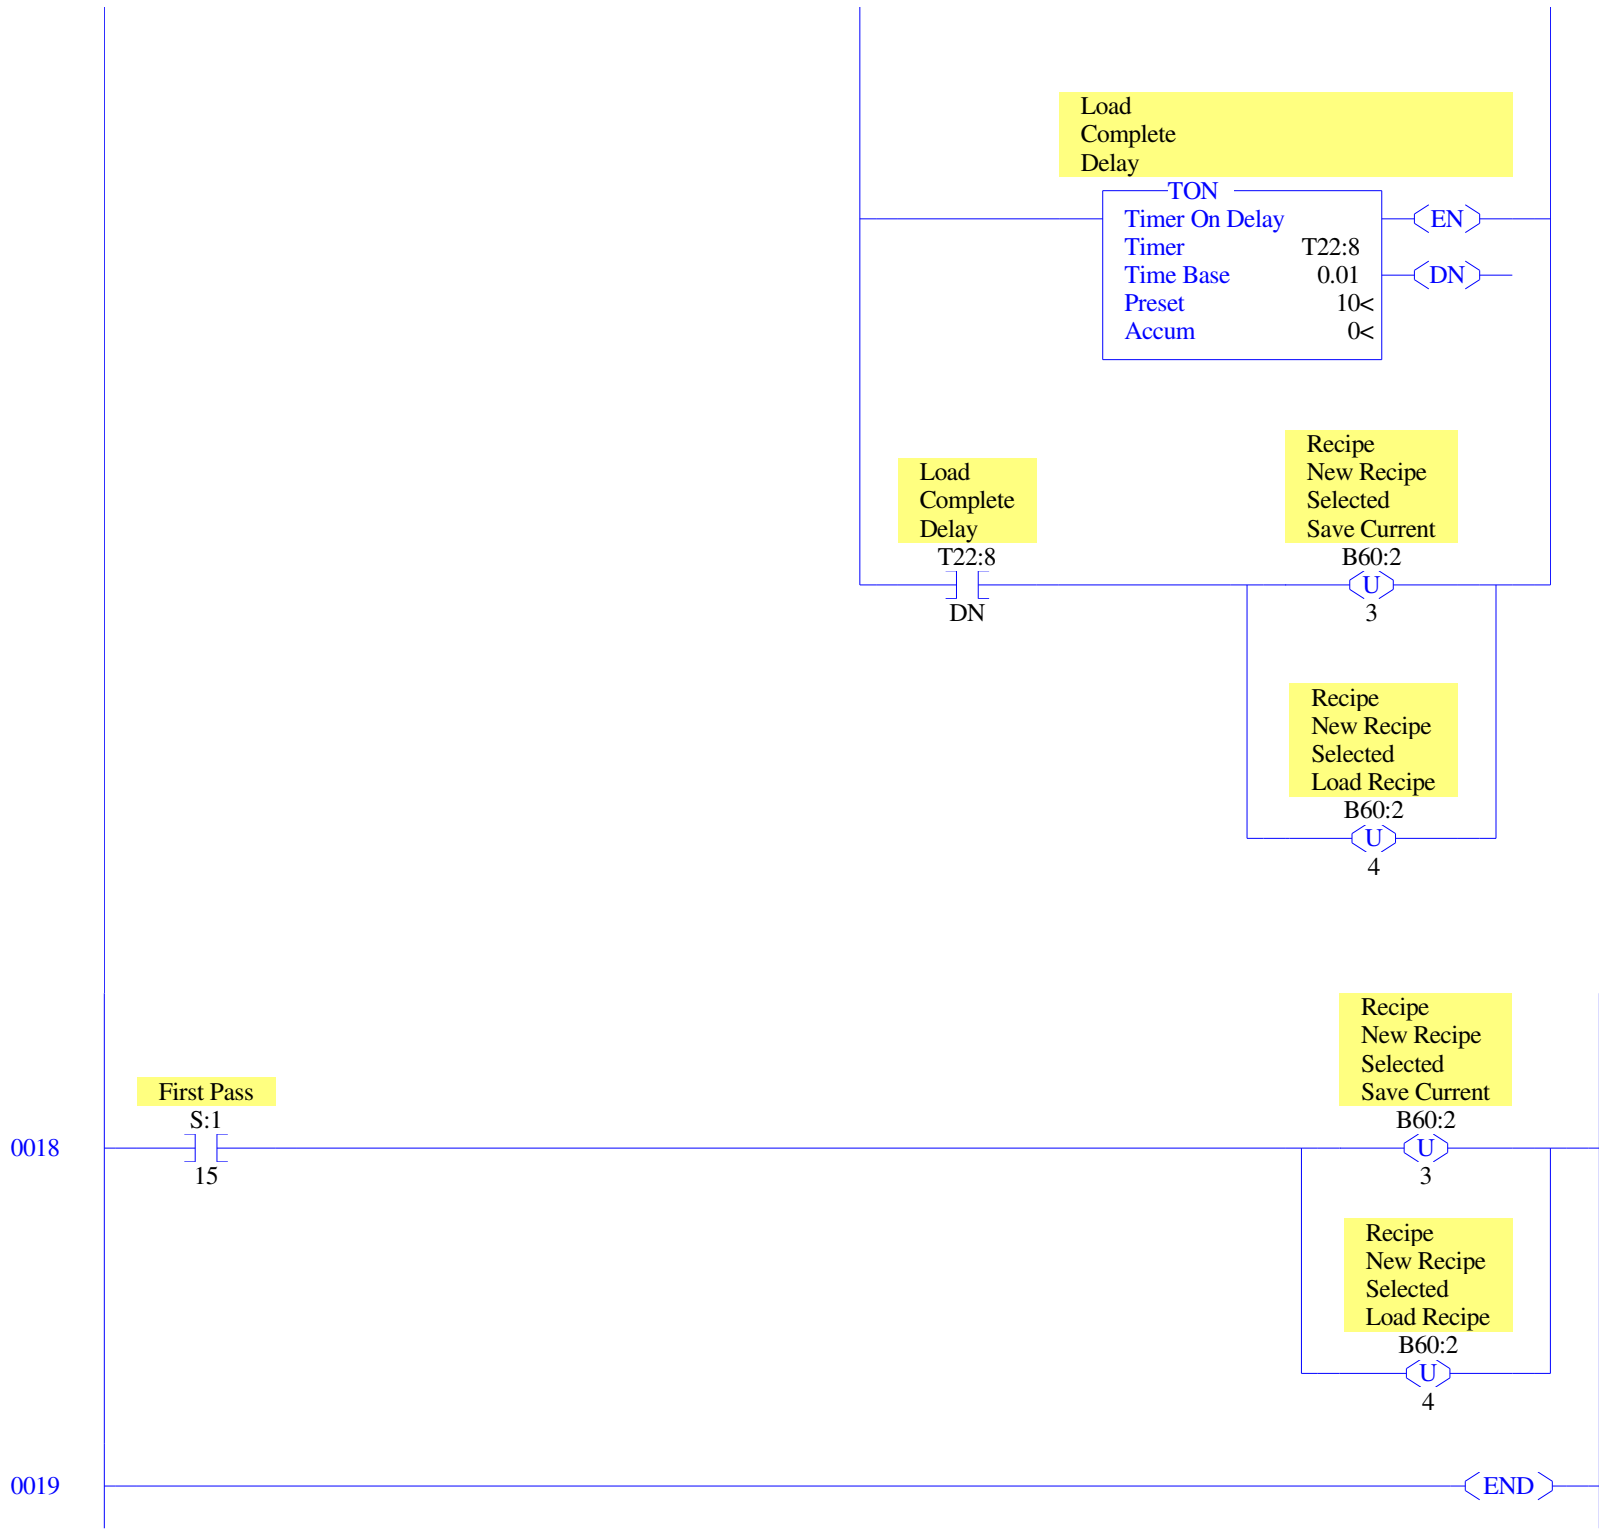 Load
Complete
Delay
TON
Timer On Delay
Timer T22:8
Time Base 0.01
Preset 10<
Accum 0<
EN
DN
Load
Complete
Delay
T22:8
DN
Recipe
New Recipe
Selected
Save Current
B60:2
U
3
Recipe
New Recipe
Selected
Load Recipe
B60:2
U
4
0018
First Pass
S:1
15
Recipe
New Recipe
Selected
Save Current
B60:2
U
3
Recipe
New Recipe
Selected
Load Recipe
B60:2
U
4
0019
END